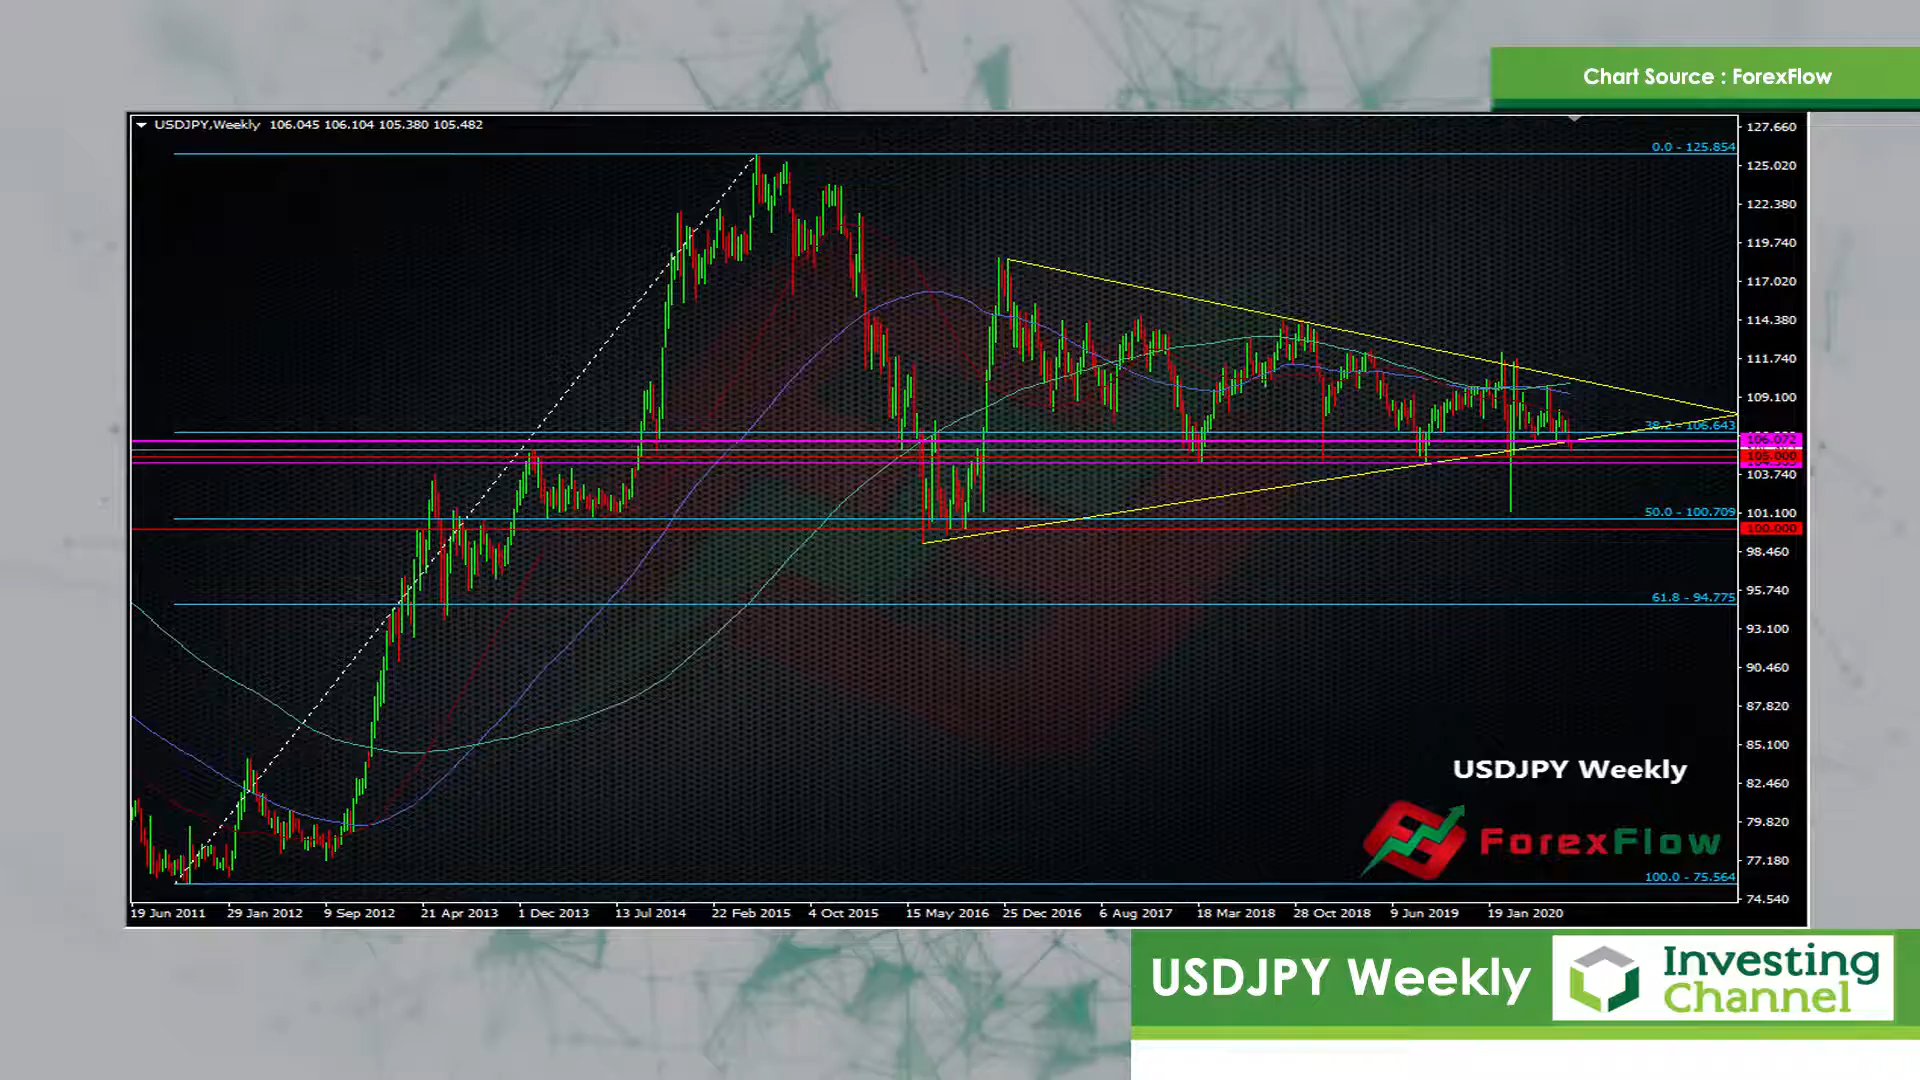 Chart Source : ForexFlow
USDJPY,Weekly 106.045 106.104 105.380 105.482
127.660
0.0 - 125.854
125.020
122.380
119.740
117.020
114.380
111.740
109.100
38.2 - 106.643
106.072
105.000
103.740
50.0 - 100.709
101.100
100.000
98.460
95.740
61.8 - 94.775
93.100
90.460
87.820
85.100
82.460
79.820
77.180
100.0 - 75.564
74.540
USDJPY Weekly
ForexFlow
19 Jun 2011 29 Jan 2012 9 Sep 2012 21 Apr 2013 1 Dec 2013 13 Jul 2014 22 Feb 2015 4 Oct 2015 15 May 2016 25 Dec 2016 6 Aug 2017 18 Mar 2018 28 Oct 2018 9 Jun 2019 19 Jan 2020
USDJPY Weekly
Investing
Channel